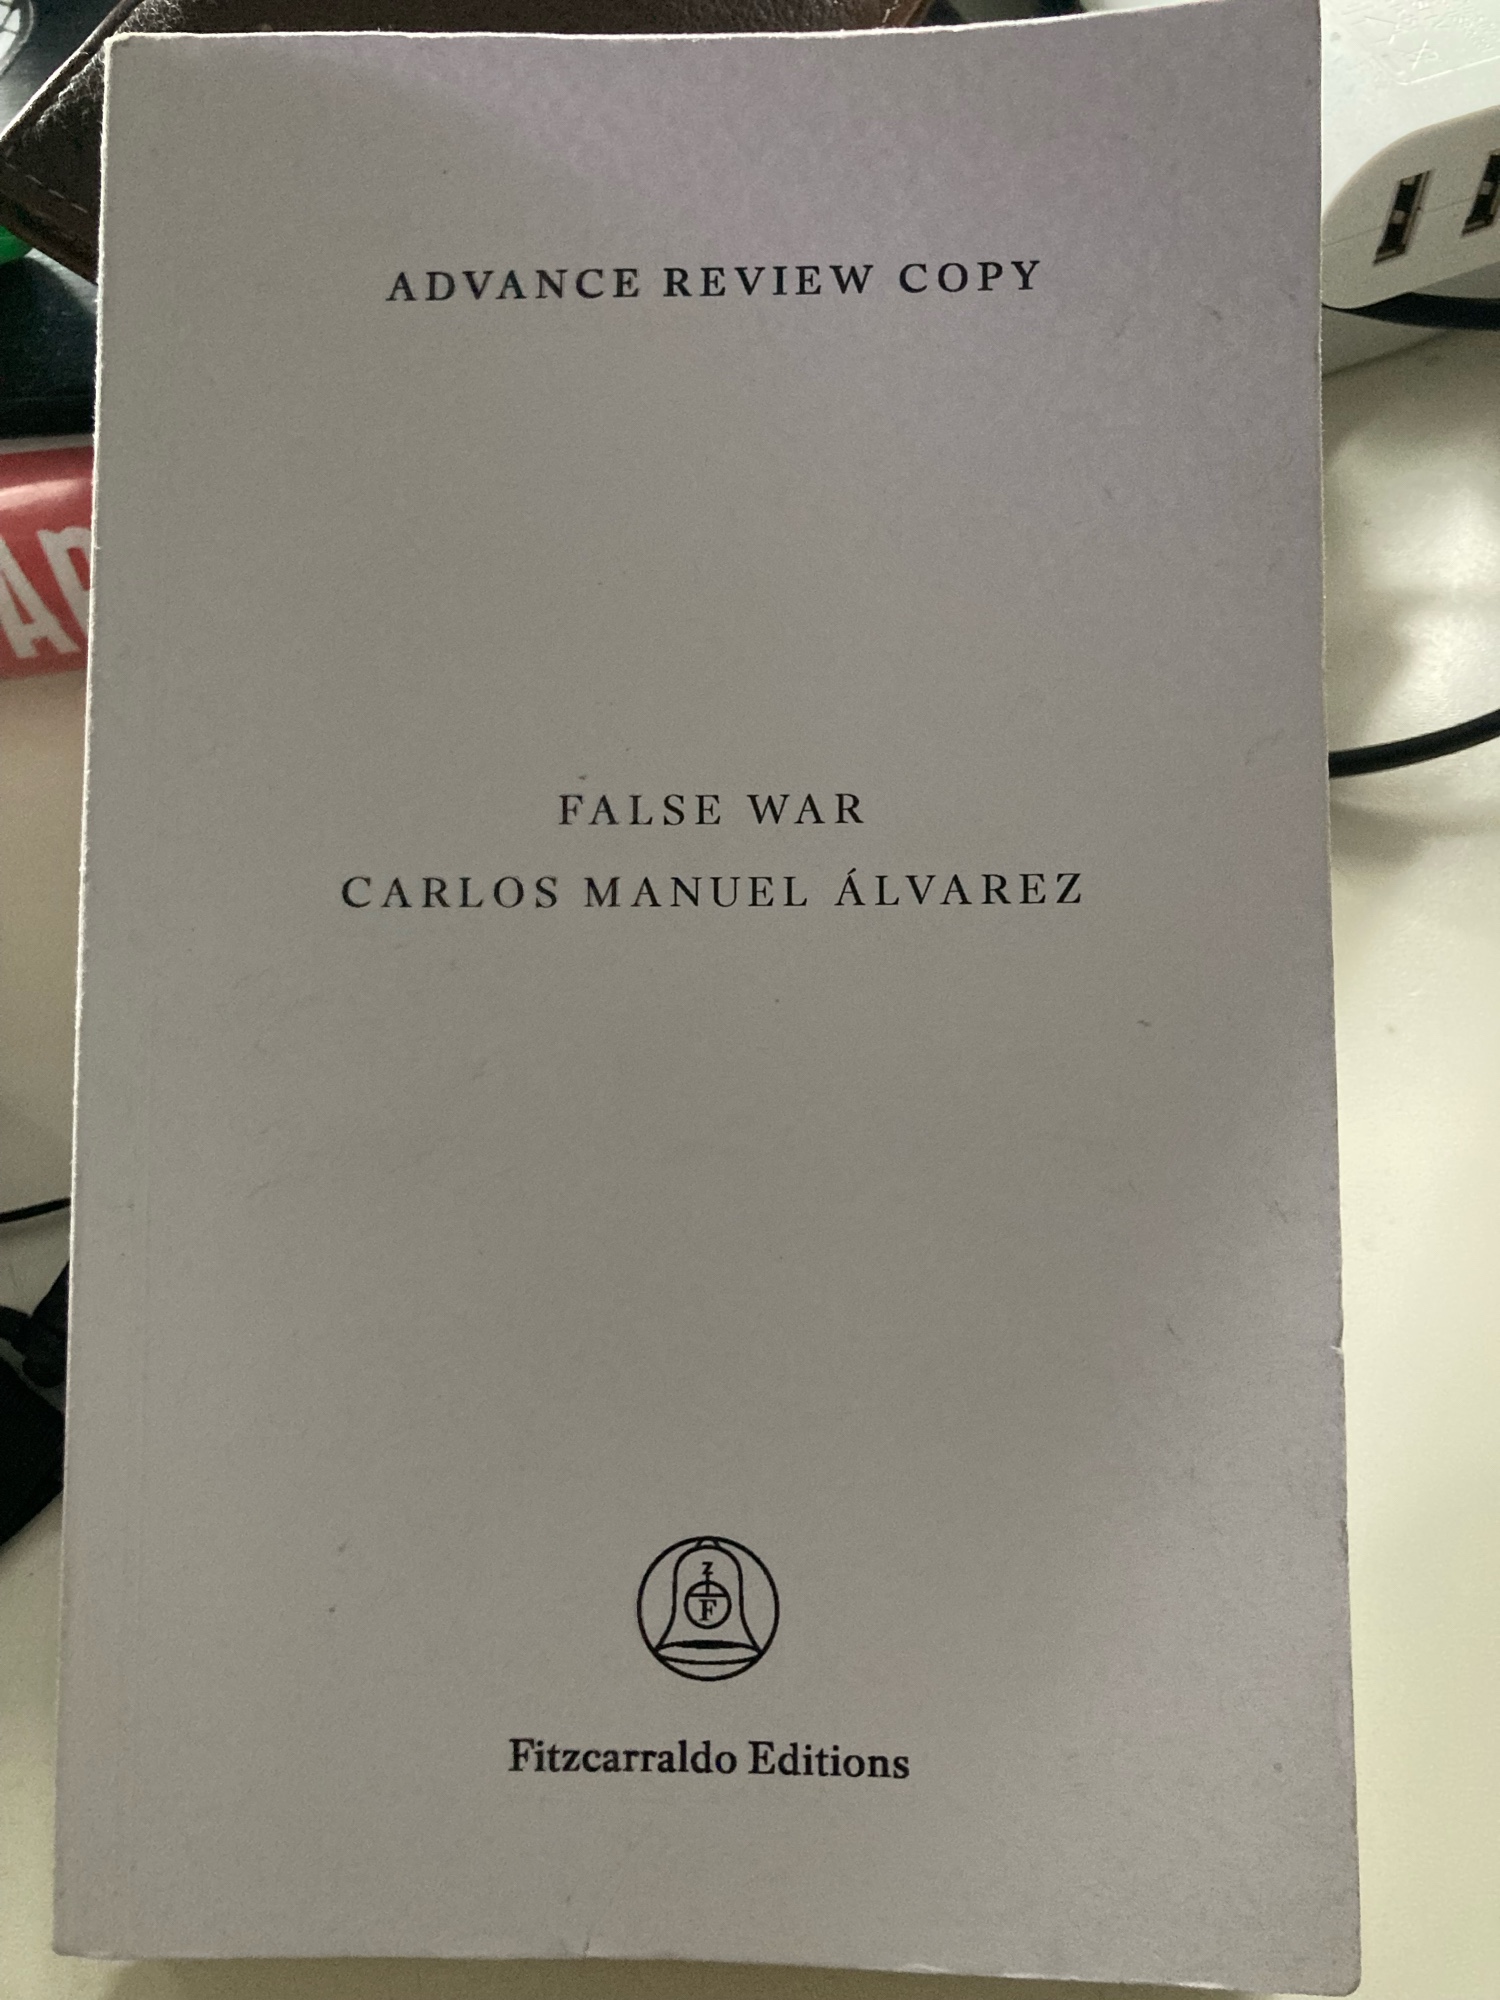 ADVANCE REVIEW COPY
FALSE WAR
CARLOS MANUEL ÁLVAREZ
Z
F
Fitzcarraldo Editions